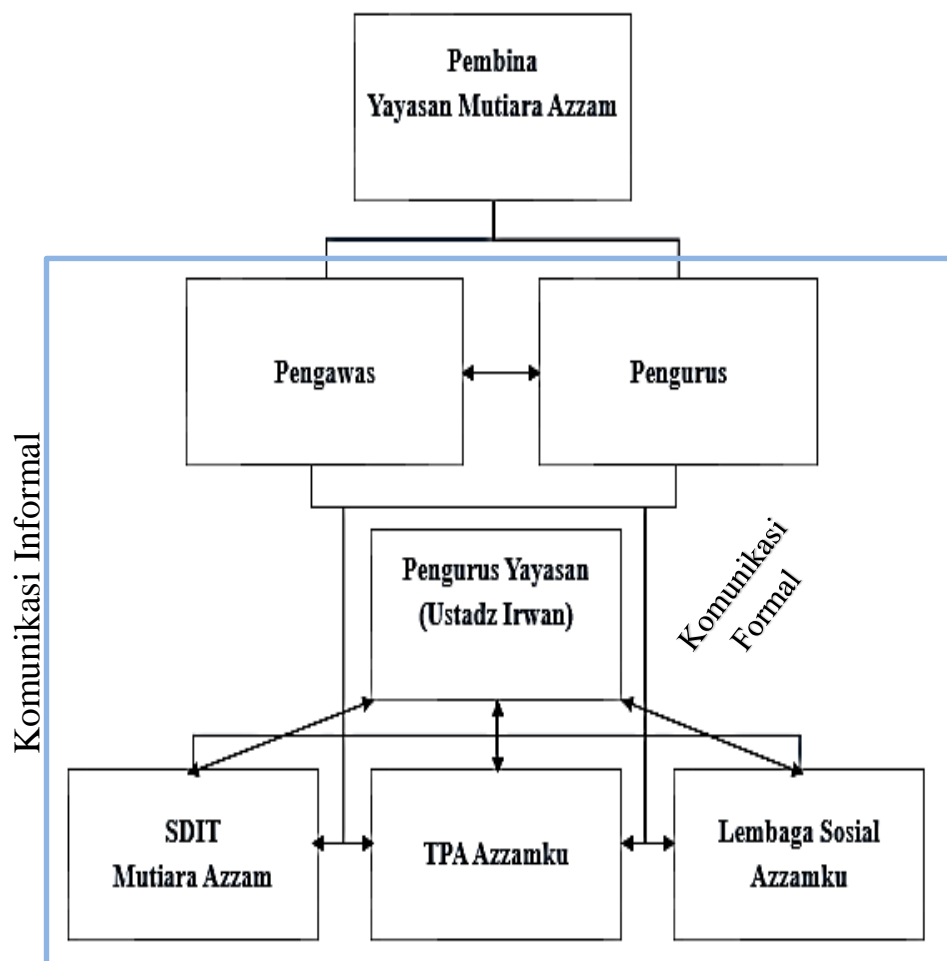 Pembina
Yayasan Mutiara Azzam
Pengawas
Pengurus
Komunikasi Informal
Komunikasi
Formal
Pengurus Yayasan
(Ustadz Irwan)
SDIT
Mutiara Azzam
TPA Azzamku
Lembaga Sosial
Azzamku